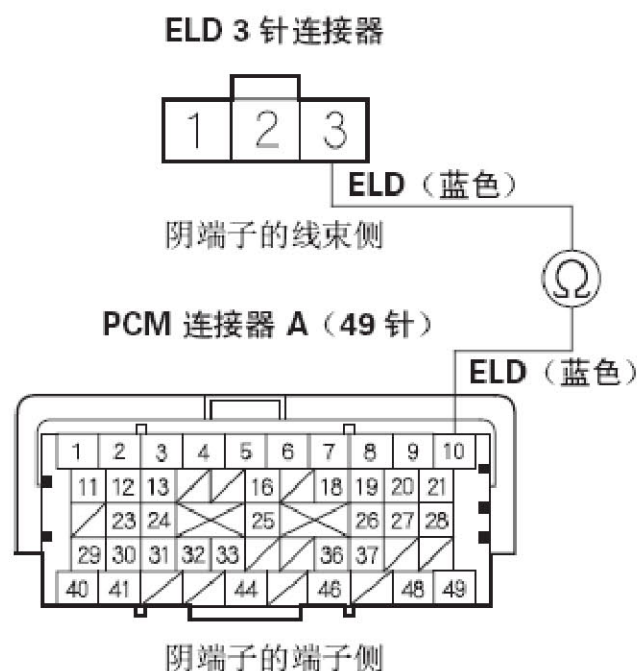 ELD 3 针连接器
1 2 3
ELD（蓝色）
阴端子的线束侧
Ω
PCM 连接器 A（49 针）
ELD（蓝色）
1 2 3 4 5 6 7 8 9 10
11 12 13 16 18 19 20 21
23 24 25 26 27 28
29 30 31 32 33 36 37
40 41 44 46 48 49
阴端子的端子侧